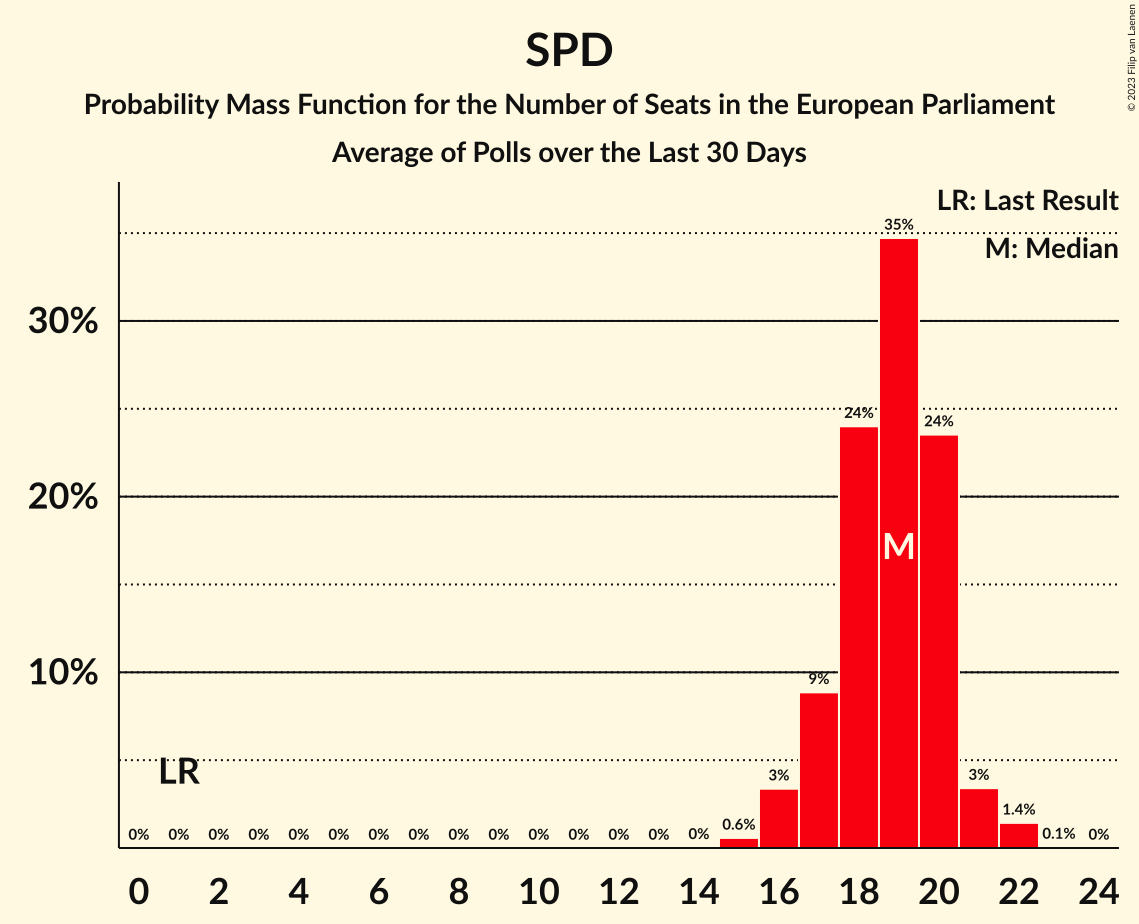 SPD
Probability Mass Function for the Number of Seats in the European Parliament
Average of Polls over the Last 30 Days
© 2023 Filip van Laenen
LR: Last Result
M: Median
30%
20%
10%
LR
M
0% 0% 0% 0% 0% 0% 0% 0% 0% 0% 0% 0% 0% 0% 0% 0.6% 3% 9% 24% 35% 24% 3% 1.4% 0.1% 0%
0 2 4 6 8 10 12 14 16 18 20 22 24